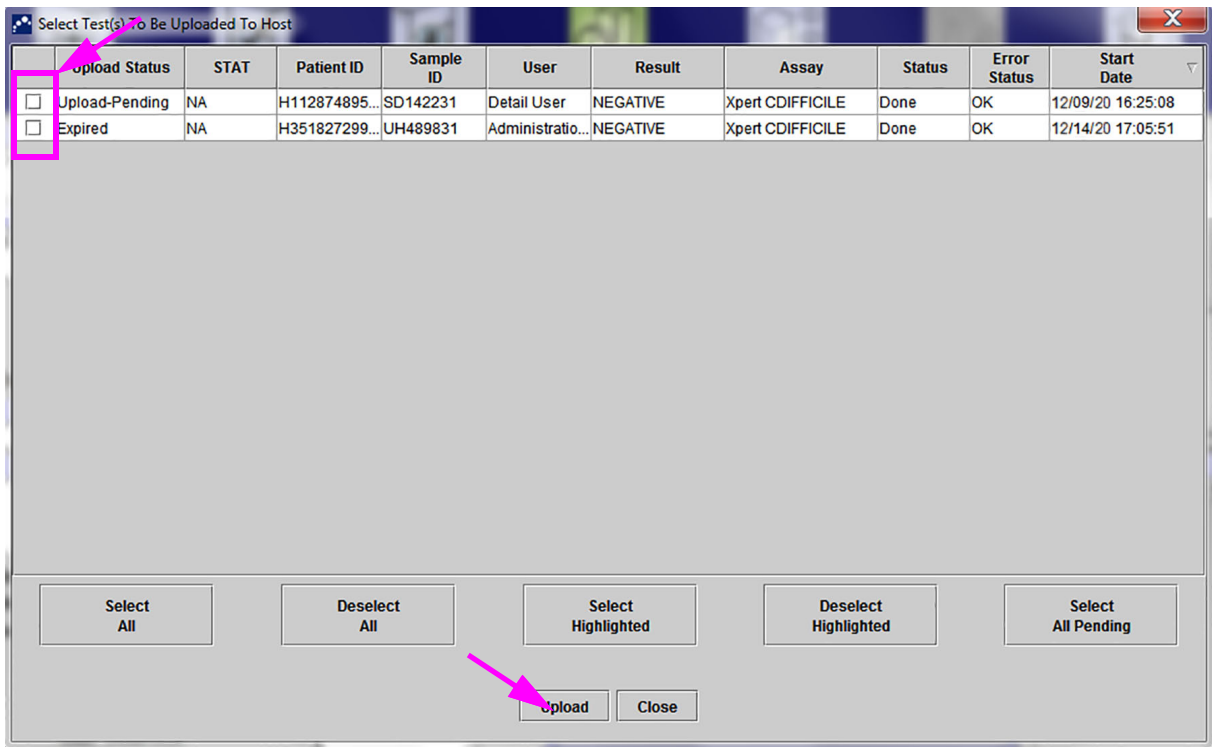 Select Test(s) To Be Uploaded To Host
X
Upload Status STAT Patient ID Sample ID User Result Assay Status Error Status Start Date
Upload-Pending NA H112874895... SD142231 Detail User NEGATIVE Xpert CDIFFICILE Done OK 12/09/20 16:25:08
Expired NA H351827299... UH489831 Administratio... NEGATIVE Xpert CDIFFICILE Done OK 12/14/20 17:05:51
Select All Deselect All Select Highlighted Deselect Highlighted Select All Pending
Upload Close